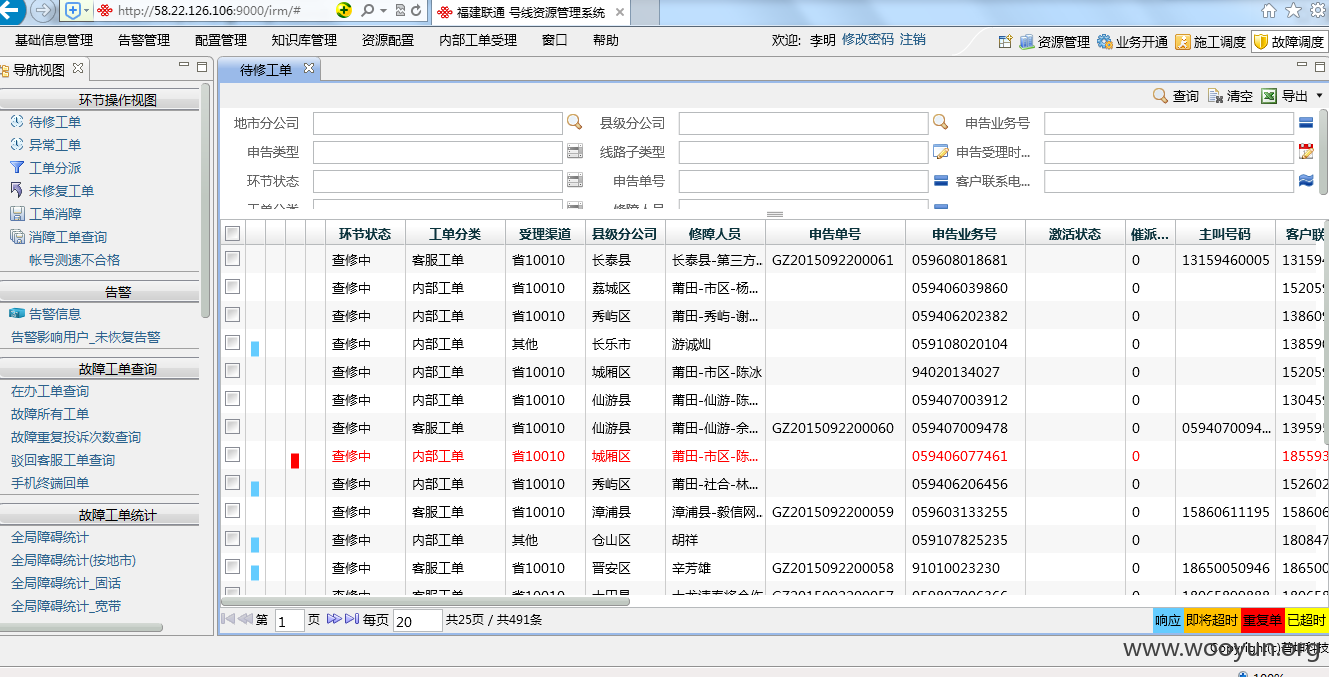 http://58.22.126.106:9000/irm/#
福建联通 号线资源管理系统
基础信息管理 告警管理 配置管理 知识库管理 资源配置 内部工单受理 窗口 帮助 欢迎: 李明 修改密码 注销 资源管理 业务开通 施工调度 故障调度
导航视图
待修工单
环节操作视图
待修工单
异常工单
工单分派
未修复工单
工单消障
消障工单查询
帐号测速不合格
告警
告警信息
告警影响用户_未恢复告警
故障工单查询
在办工单查询
故障所有工单
故障重复投诉次数查询
驳回客服工单查询
手机终端回单
故障工单统计
全局障碍统计
全局障碍统计(按地市)
全局障碍统计_固话
全局障碍统计_宽带
查询 清空 导出
地市分公司 县级分公司 申告业务号
申告类型 线路子类型 申告受理时...
环节状态 申告单号 客户联系电...
工单分类 修障人员
环节状态 工单分类 受理渠道 县级分公司 修障人员 申告单号 申告业务号 激活状态 催派... 主叫号码 客户联
查修中 客服工单 省10010 长泰县 长泰县-第三方.. GZ2015092200061 059608018681 0 13159460005 13159
查修中 内部工单 省10010 荔城区 莆田-市区-杨... 059406039860 0 15205
查修中 内部工单 省10010 秀屿区 莆田-秀屿-谢... 059406202382 0 13860
查修中 内部工单 其他 长乐市 游诚灿 059108020104 0 13859
查修中 内部工单 省10010 城厢区 莆田-市区-陈冰 94020134027 0 15205
查修中 内部工单 省10010 仙游县 莆田-仙游-陈... 059407003912 0 13045
查修中 客服工单 省10010 仙游县 莆田-仙游-余... GZ2015092200060 059407009478 0 0594070094... 13959
查修中 内部工单 省10010 城厢区 莆田-市区-陈... 059406077461 0 18559
查修中 内部工单 省10010 秀屿区 莆田-社合-林... 059406206456 0 15260
查修中 客服工单 省10010 漳浦县 漳浦县-毅信网.. GZ2015092200059 059603133255 0 15860611195 15860
查修中 内部工单 其他 仓山区 胡祥 059107825235 0 18084
查修中 客服工单 省10010 晋安区 辛芳雄 GZ2015092200058 91010023230 0 18650050946 18650
查修中 客服工单 省10010
第 1 页 每页 20 共25页 / 共491条
响应 即将超时 重复单 已超时
www.wooyun.org
100%